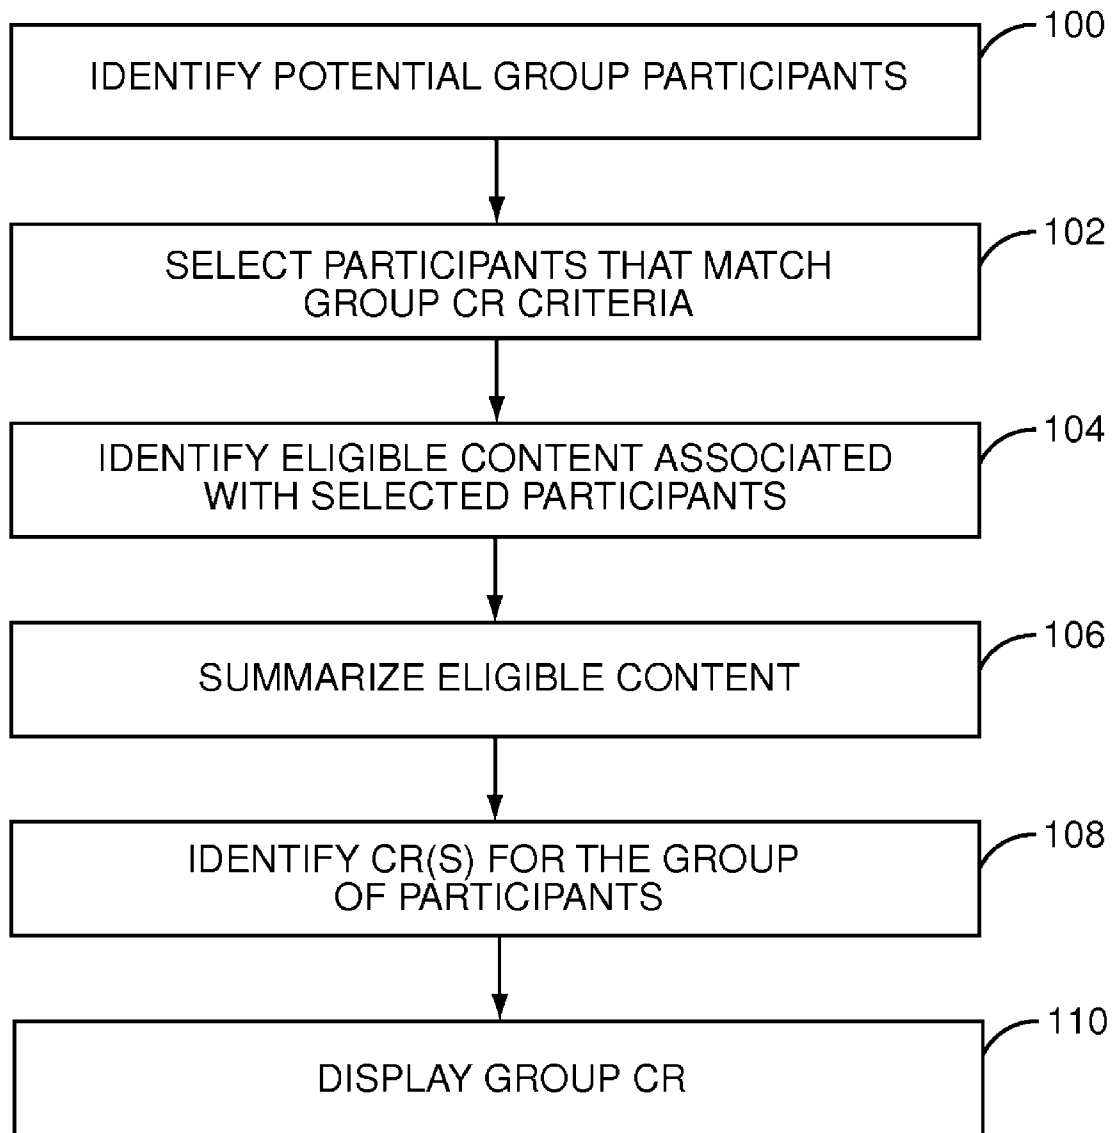 100
IDENTIFY POTENTIAL GROUP PARTICIPANTS
102
SELECT PARTICIPANTS THAT MATCH
GROUP CR CRITERIA
104
IDENTIFY ELIGIBLE CONTENT ASSOCIATED
WITH SELECTED PARTICIPANTS
106
SUMMARIZE ELIGIBLE CONTENT
108
IDENTIFY CR(S) FOR THE GROUP
OF PARTICIPANTS
110
DISPLAY GROUP CR